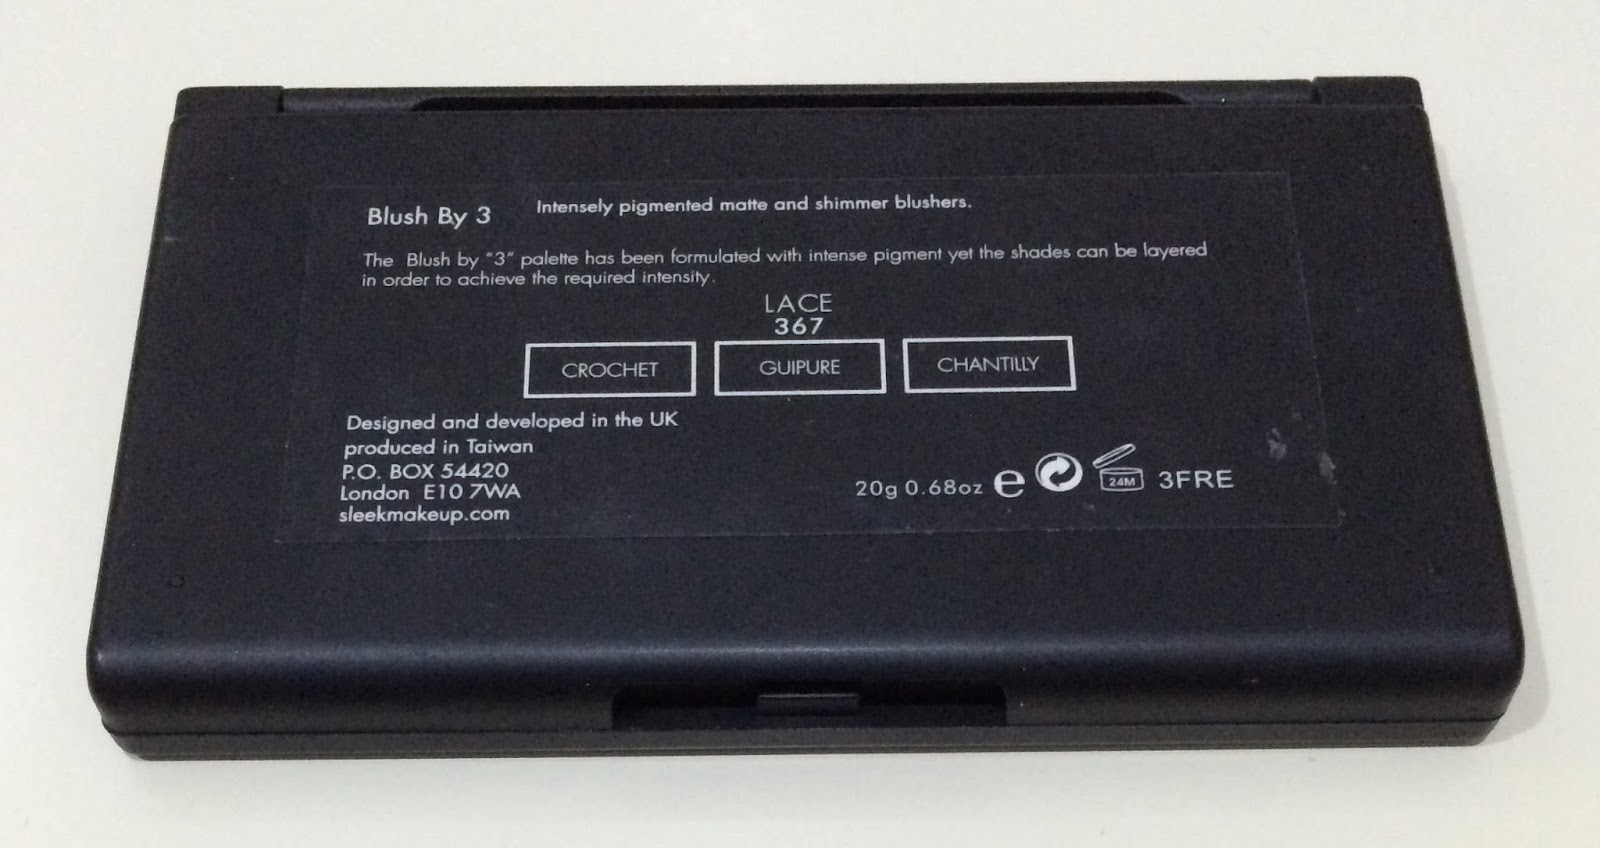 Blush By 3
Intensely pigmented matte and shimmer blushers.
The Blush by "3" palette has been formulated with intense pigment yet the shades can be layered
in order to achieve the required intensity.
LACE
367
CROCHET GUIPURE CHANTILLY
Designed and developed in the UK
produced in Taiwan
P.O. BOX 54420
London E10 7WA
sleekmakeup.com
20g 0.68oz e 24M 3FRE